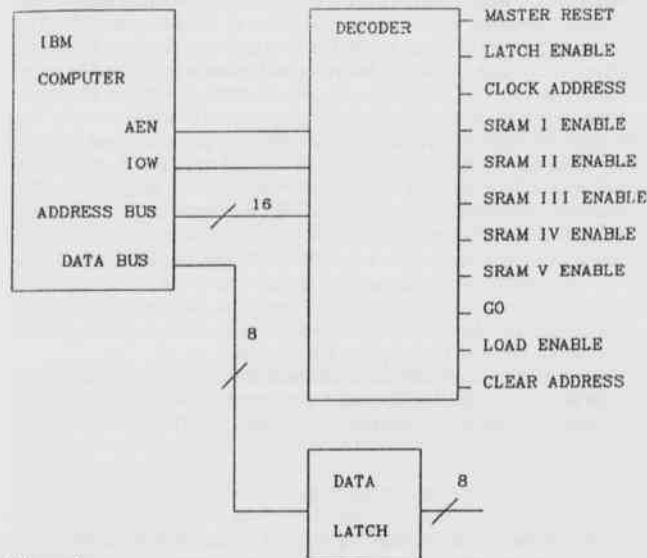 IBM
COMPUTER
AEN
IOW
ADDRESS BUS
DATA BUS
16
8
DECODER
MASTER RESET
LATCH ENABLE
CLOCK ADDRESS
SRAM I ENABLE
SRAM II ENABLE
SRAM III ENABLE
SRAM IV ENABLE
SRAM V ENABLE
GO
LOAD ENABLE
CLEAR ADDRESS
DATA
LATCH
8